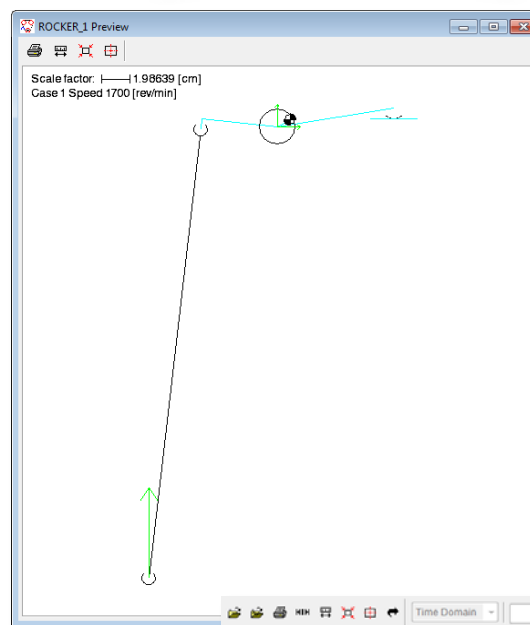 ROCKER_1 Preview
Scale factor: 1.98639 [cm]
Case 1 Speed 1700 [rev/min]
Time Domain